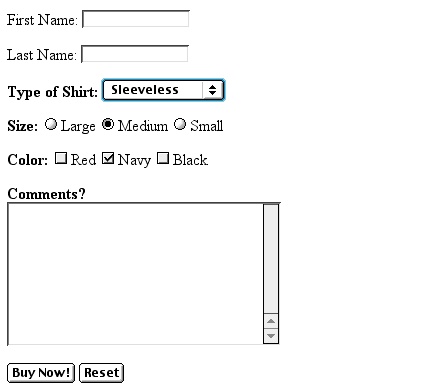 First Name:
Last Name:
Type of Shirt: Sleeveless
Size: Large Medium Small
Color: Red Navy Black
Comments?
Buy Now! Reset